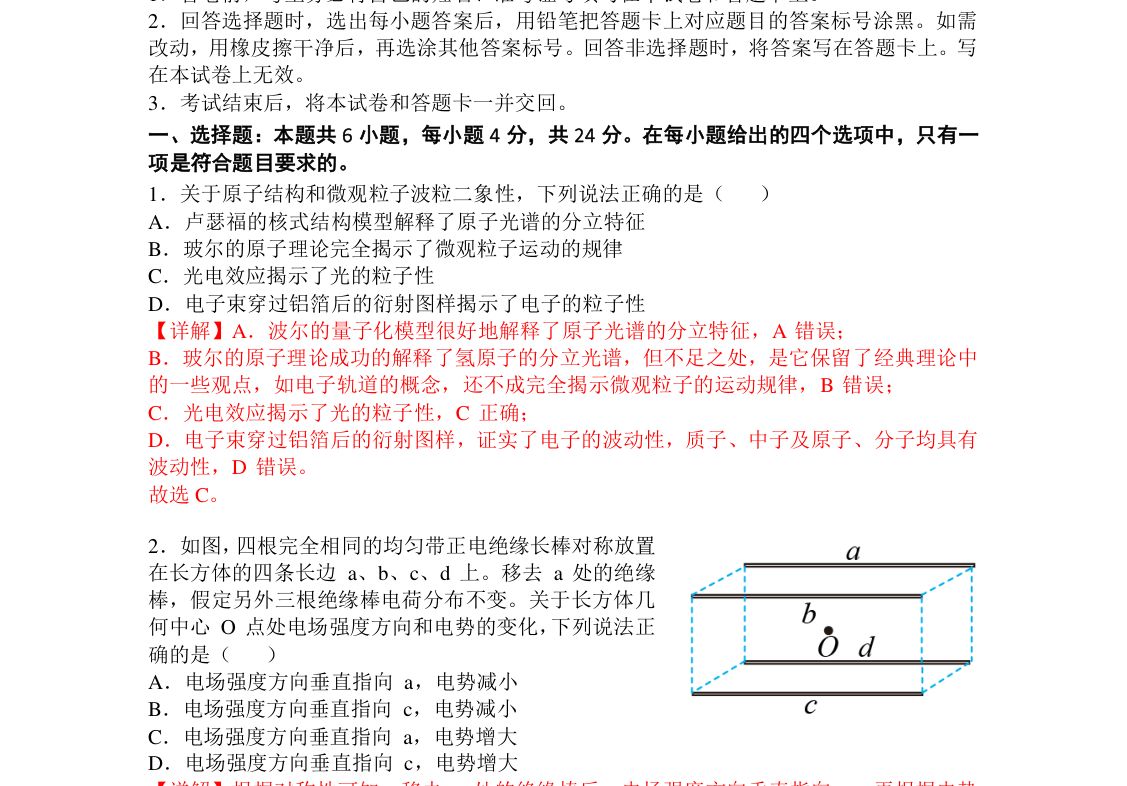 2．回答选择题时，选出每小题答案后，用铅笔把答题卡上对应题目的答案标号涂黑。如需
改动，用橡皮擦干净后，再选涂其他答案标号。回答非选择题时，将答案写在答题卡上。写
在本试卷上无效。
3．考试结束后，将本试卷和答题卡一并交回。
一、选择题：本题共 6 小题，每小题 4 分，共 24 分。在每小题给出的四个选项中，只有一
项是符合题目要求的。
1．关于原子结构和微观粒子波粒二象性，下列说法正确的是（　　）
A．卢瑟福的核式结构模型解释了原子光谱的分立特征
B．玻尔的原子理论完全揭示了微观粒子运动的规律
C．光电效应揭示了光的粒子性
D．电子束穿过铝箔后的衍射图样揭示了电子的粒子性
【详解】A．波尔的量子化模型很好地解释了原子光谱的分立特征，A 错误；
B．玻尔的原子理论成功的解释了氢原子的分立光谱，但不足之处，是它保留了经典理论中
的一些观点，如电子轨道的概念，还不成完全揭示微观粒子的运动规律，B 错误；
C．光电效应揭示了光的粒子性，C 正确；
D．电子束穿过铝箔后的衍射图样，证实了电子的波动性，质子、中子及原子、分子均具有
波动性，D 错误。
故选 C。
2．如图，四根完全相同的均匀带正电绝缘长棒对称放置
在长方体的四条长边 a、b、c、d 上。移去 a 处的绝缘
棒，假定另外三根绝缘棒电荷分布不变。关于长方体几
何中心 O 点处电场强度方向和电势的变化，下列说法正
确的是（　　）
A．电场强度方向垂直指向 a，电势减小
B．电场强度方向垂直指向 c，电势减小
C．电场强度方向垂直指向 a，电势增大
D．电场强度方向垂直指向 c，电势增大
a
b
O
d
c